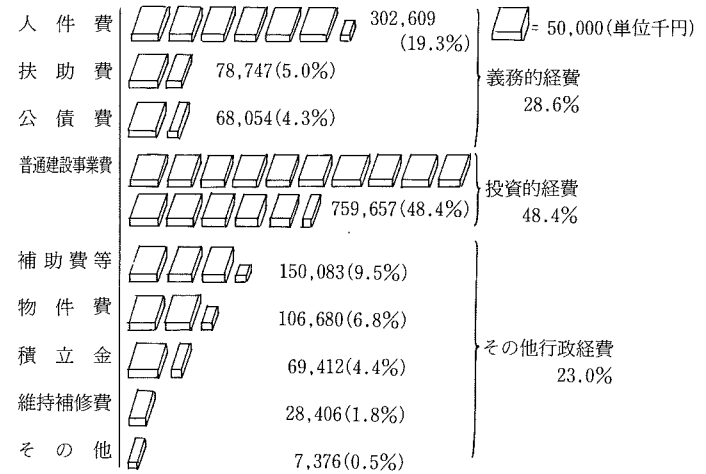 人件費 302,609 (19.3%)
= 50,000(単位千円)
扶助費 78,747(5.0%)
公債費 68,054(4.3%)
義務的経費
28.6%
普通建設事業費
759,657(48.4%)
投資的経費
48.4%
補助費等 150,083(9.5%)
物件費 106,680(6.8%)
積立金 69,412(4.4%)
維持補修費 28,406(1.8%)
その他 7,376(0.5%)
その他行政経費
23.0%